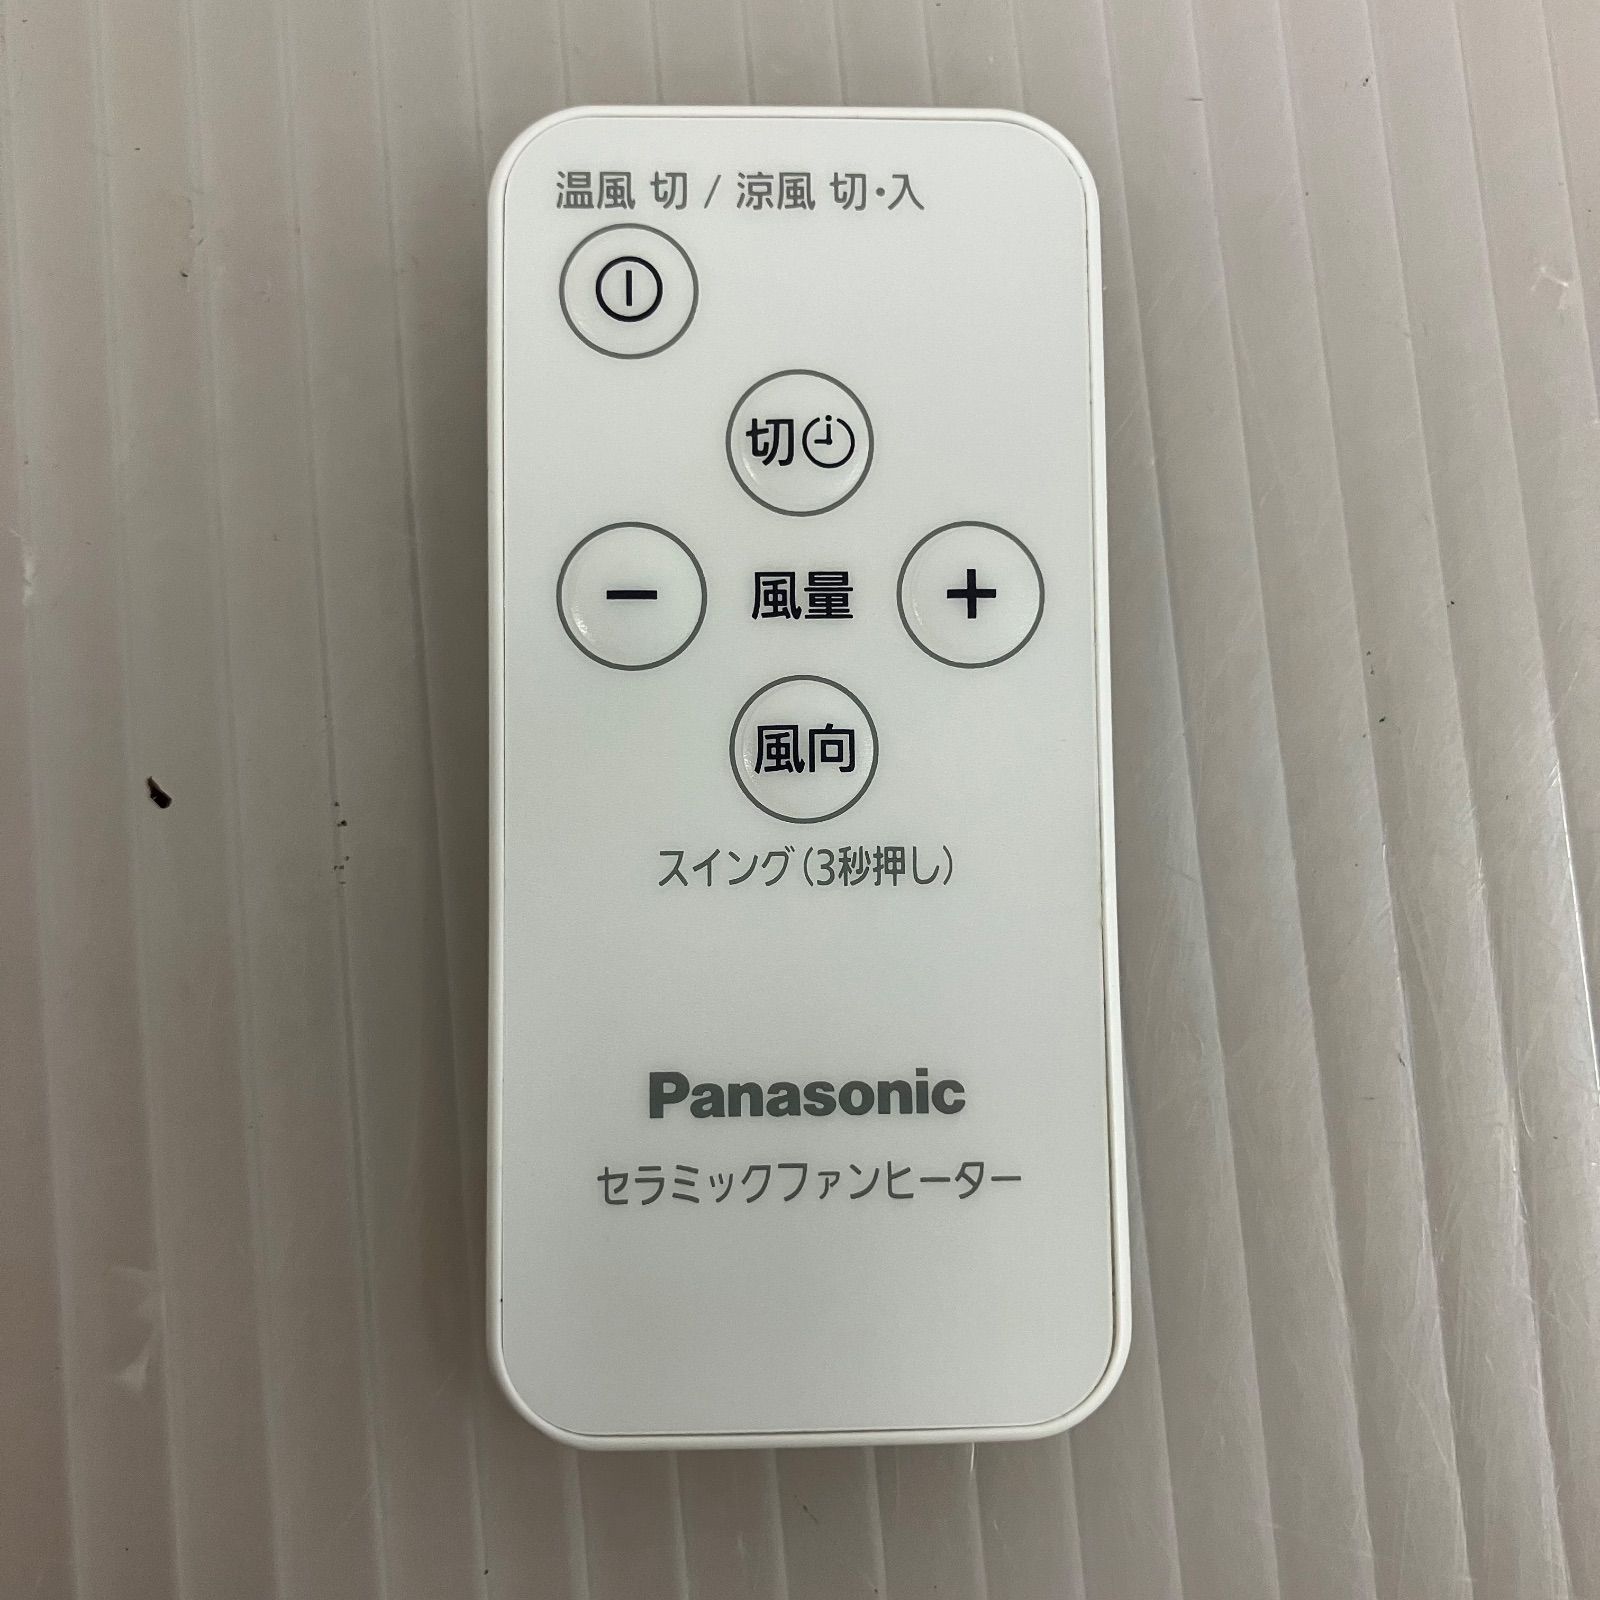 温風 切 / 涼風 切・入
切
− 風量 +
風向
スイング(3秒押し)
Panasonic
セラミックファンヒーター